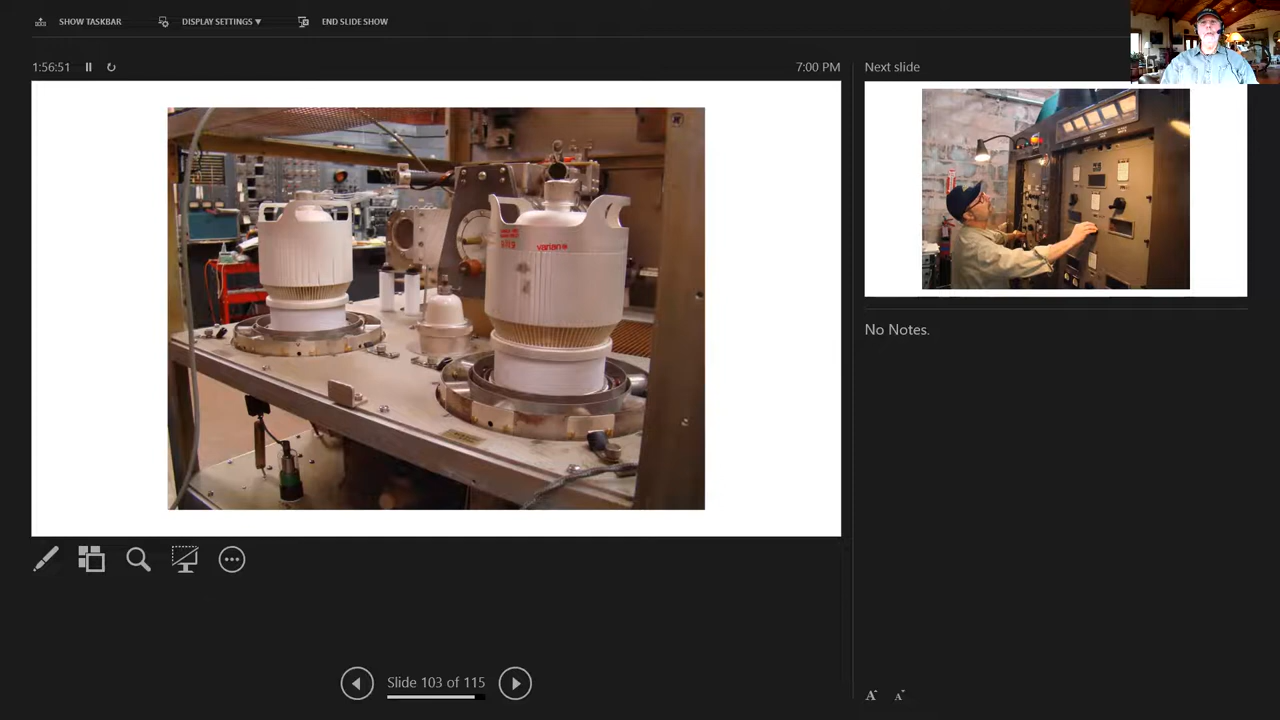 SHOW TASKBAR
DISPLAY SETTINGS ▼
END SLIDE SHOW
1:56:51
7:00 PM
Next slide
varian
No Notes.
Slide 103 of 115
A
A